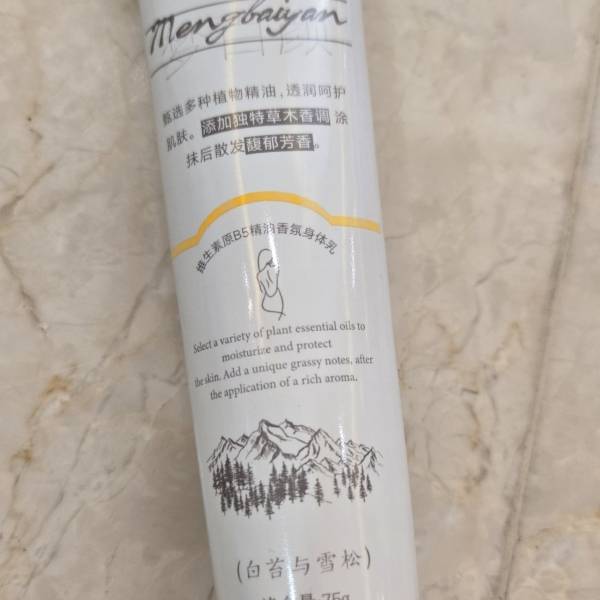 Mengbaiyan
甄选多种植物精油，透润呵护
肌肤。添加独特草木香调 涂
抹后散发馥郁芳香。
维生素原B5精油香氛身体乳
Select a variety of plant essential oils to
moisturize and protect
the skin. Add a unique grassy notes, after
the application of a rich aroma.
(白苔与雪松)
75g